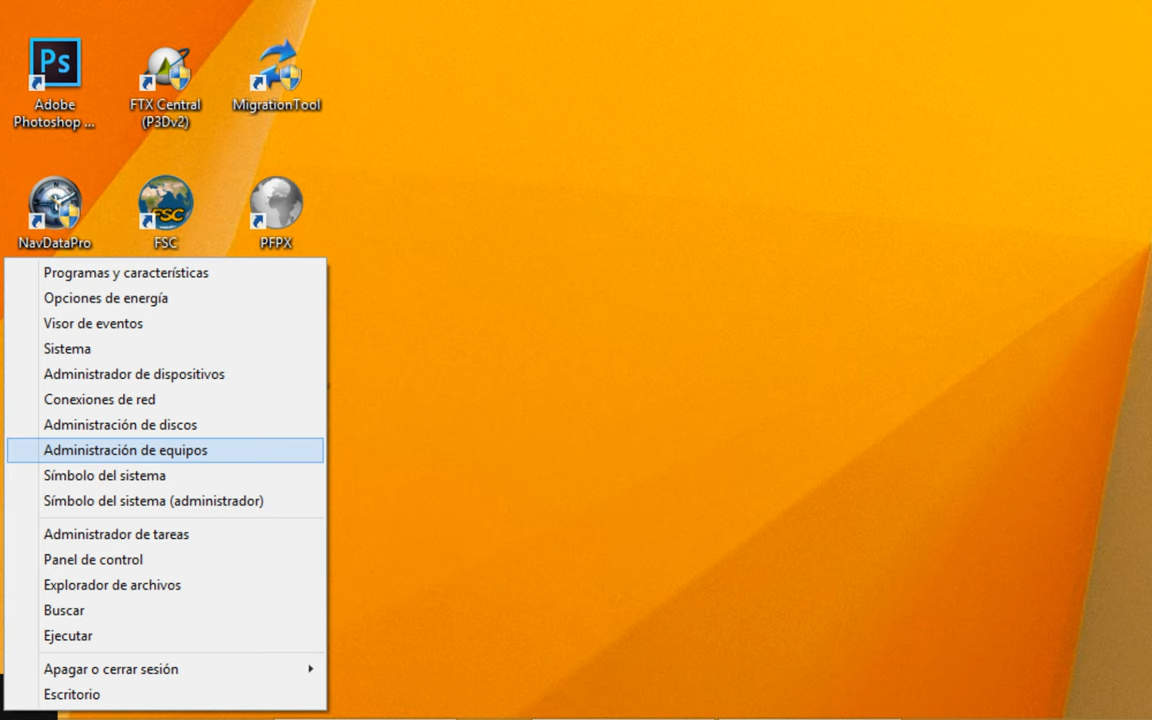 Ps
Adobe
Photoshop ...
FTX Central
(P3Dv2)
MigrationTool
NavDataPro
FSC
FSC
PFPX
Programas y características
Opciones de energía
Visor de eventos
Sistema
Administrador de dispositivos
Conexiones de red
Administración de discos
Administración de equipos
Símbolo del sistema
Símbolo del sistema (administrador)
Administrador de tareas
Panel de control
Explorador de archivos
Buscar
Ejecutar
Apagar o cerrar sesión
Escritorio